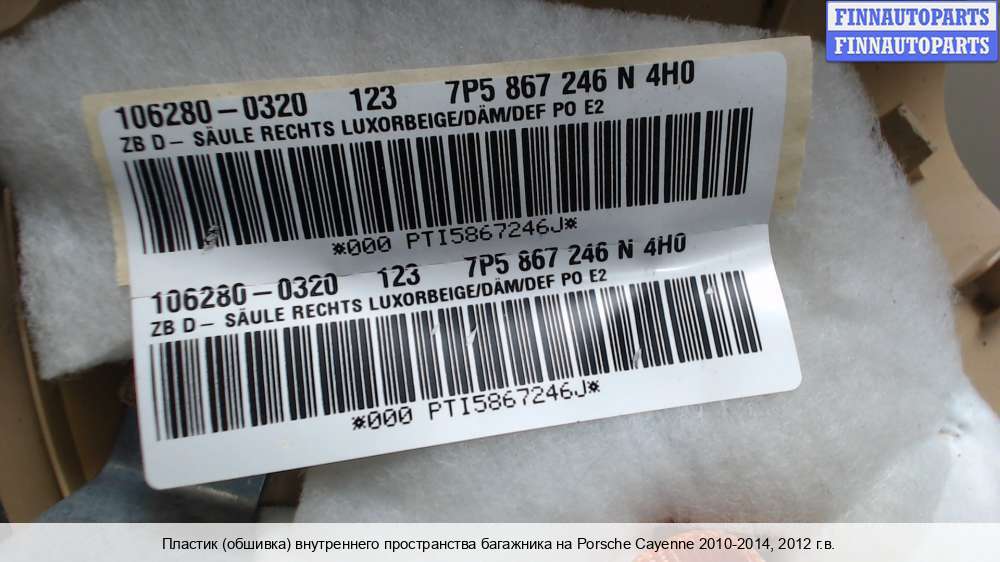 FINNAUTOPARTS
FINNAUTOPARTS
106280-0320 123 7P5 867 246 N 4H0
ZB D- SÄULE RECHTS LUXORBEIGE/DÄM/DEF PO E2
*000 PTI5867246J*
106280-0320 123 7P5 867 246 N 4H0
ZB D- SÄULE RECHTS LUXORBEIGE/DÄM/DEF PO E2
*000 PTI5867246J*
Пластик (обшивка) внутреннего пространства багажника на Porsche Cayenne 2010-2014, 2012 г.в.